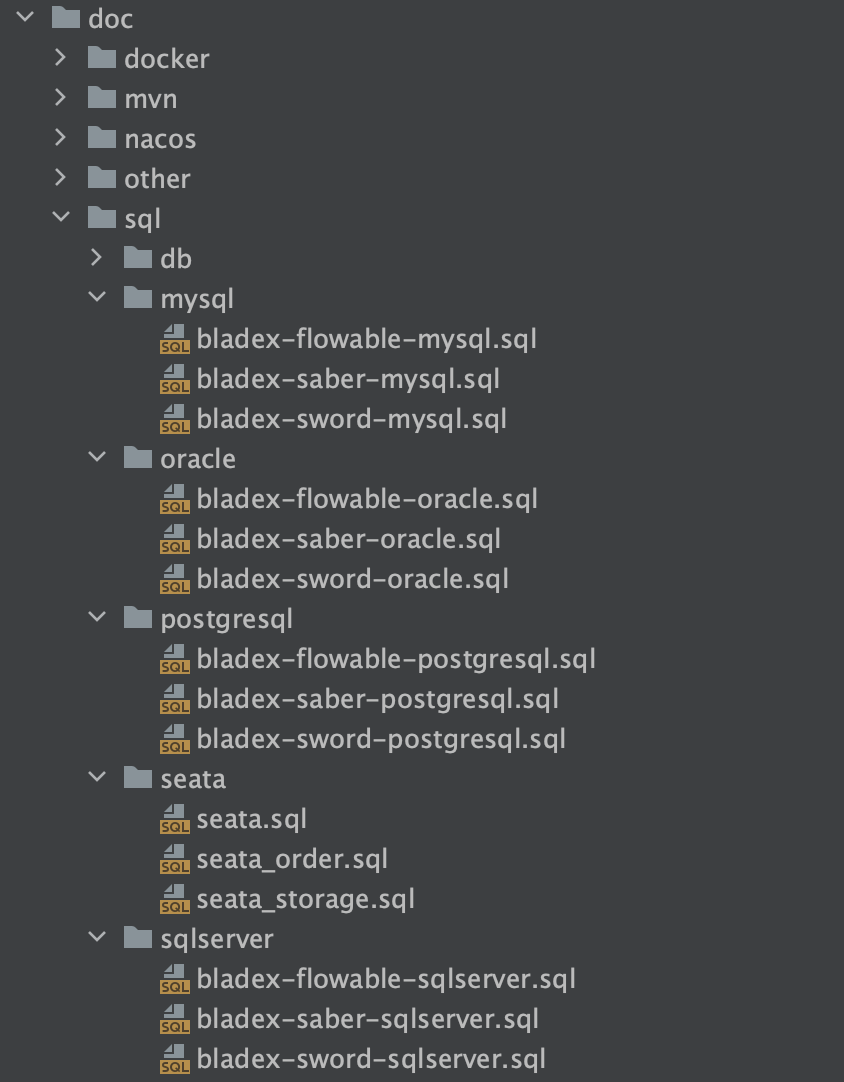 doc
docker
mvn
nacos
other
sql
db
mysql
SQL bladex-flowable-mysql.sql
SQL bladex-saber-mysql.sql
SQL bladex-sword-mysql.sql
oracle
SQL bladex-flowable-oracle.sql
SQL bladex-saber-oracle.sql
SQL bladex-sword-oracle.sql
postgresql
SQL bladex-flowable-postgresql.sql
SQL bladex-saber-postgresql.sql
SQL bladex-sword-postgresql.sql
seata
SQL seata.sql
SQL seata_order.sql
SQL seata_storage.sql
sqlserver
SQL bladex-flowable-sqlserver.sql
SQL bladex-saber-sqlserver.sql
SQL bladex-sword-sqlserver.sql